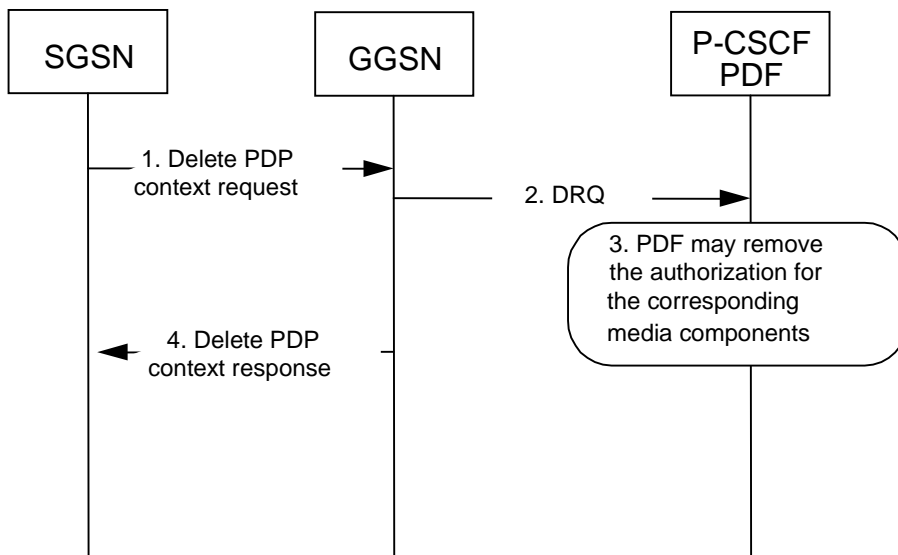 SGSN
GGSN
P-CSCF
PDF
1. Delete PDP
context request
2. DRQ
3. PDF may remove
the authorization for
the corresponding
media components
4. Delete PDP
context response